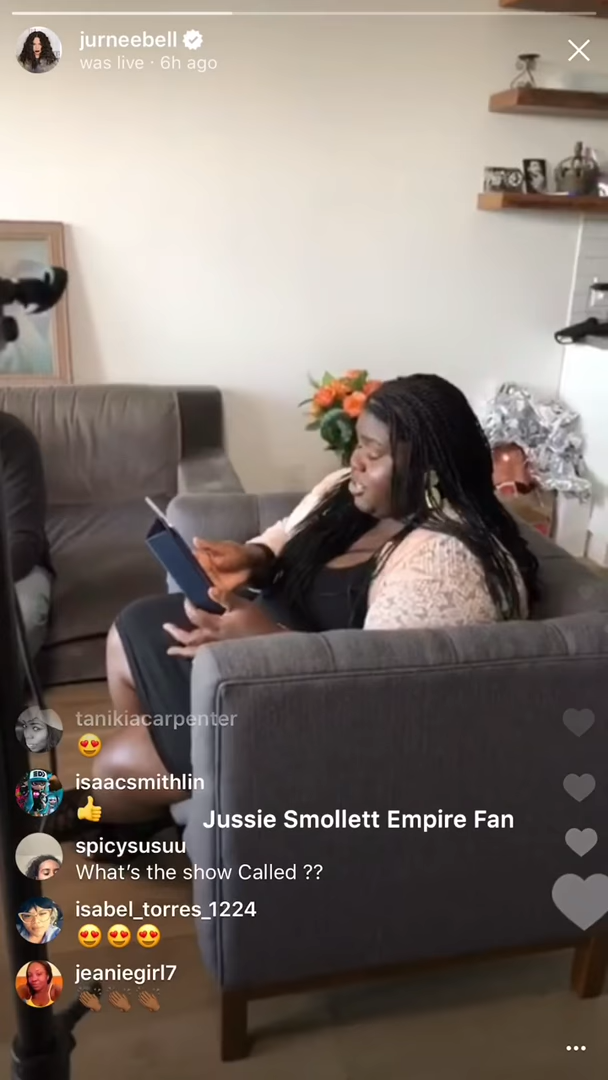 jurneebell
was live · 6h ago
tanikiacarpenter
😍
isaacsmithlin
👍
Jussie Smollett Empire Fan
spicysusuu
What's the show Called ??
isabel_torres_1224
😍😍😍
jeaniegirl7
👏🏾👏🏾👏🏾